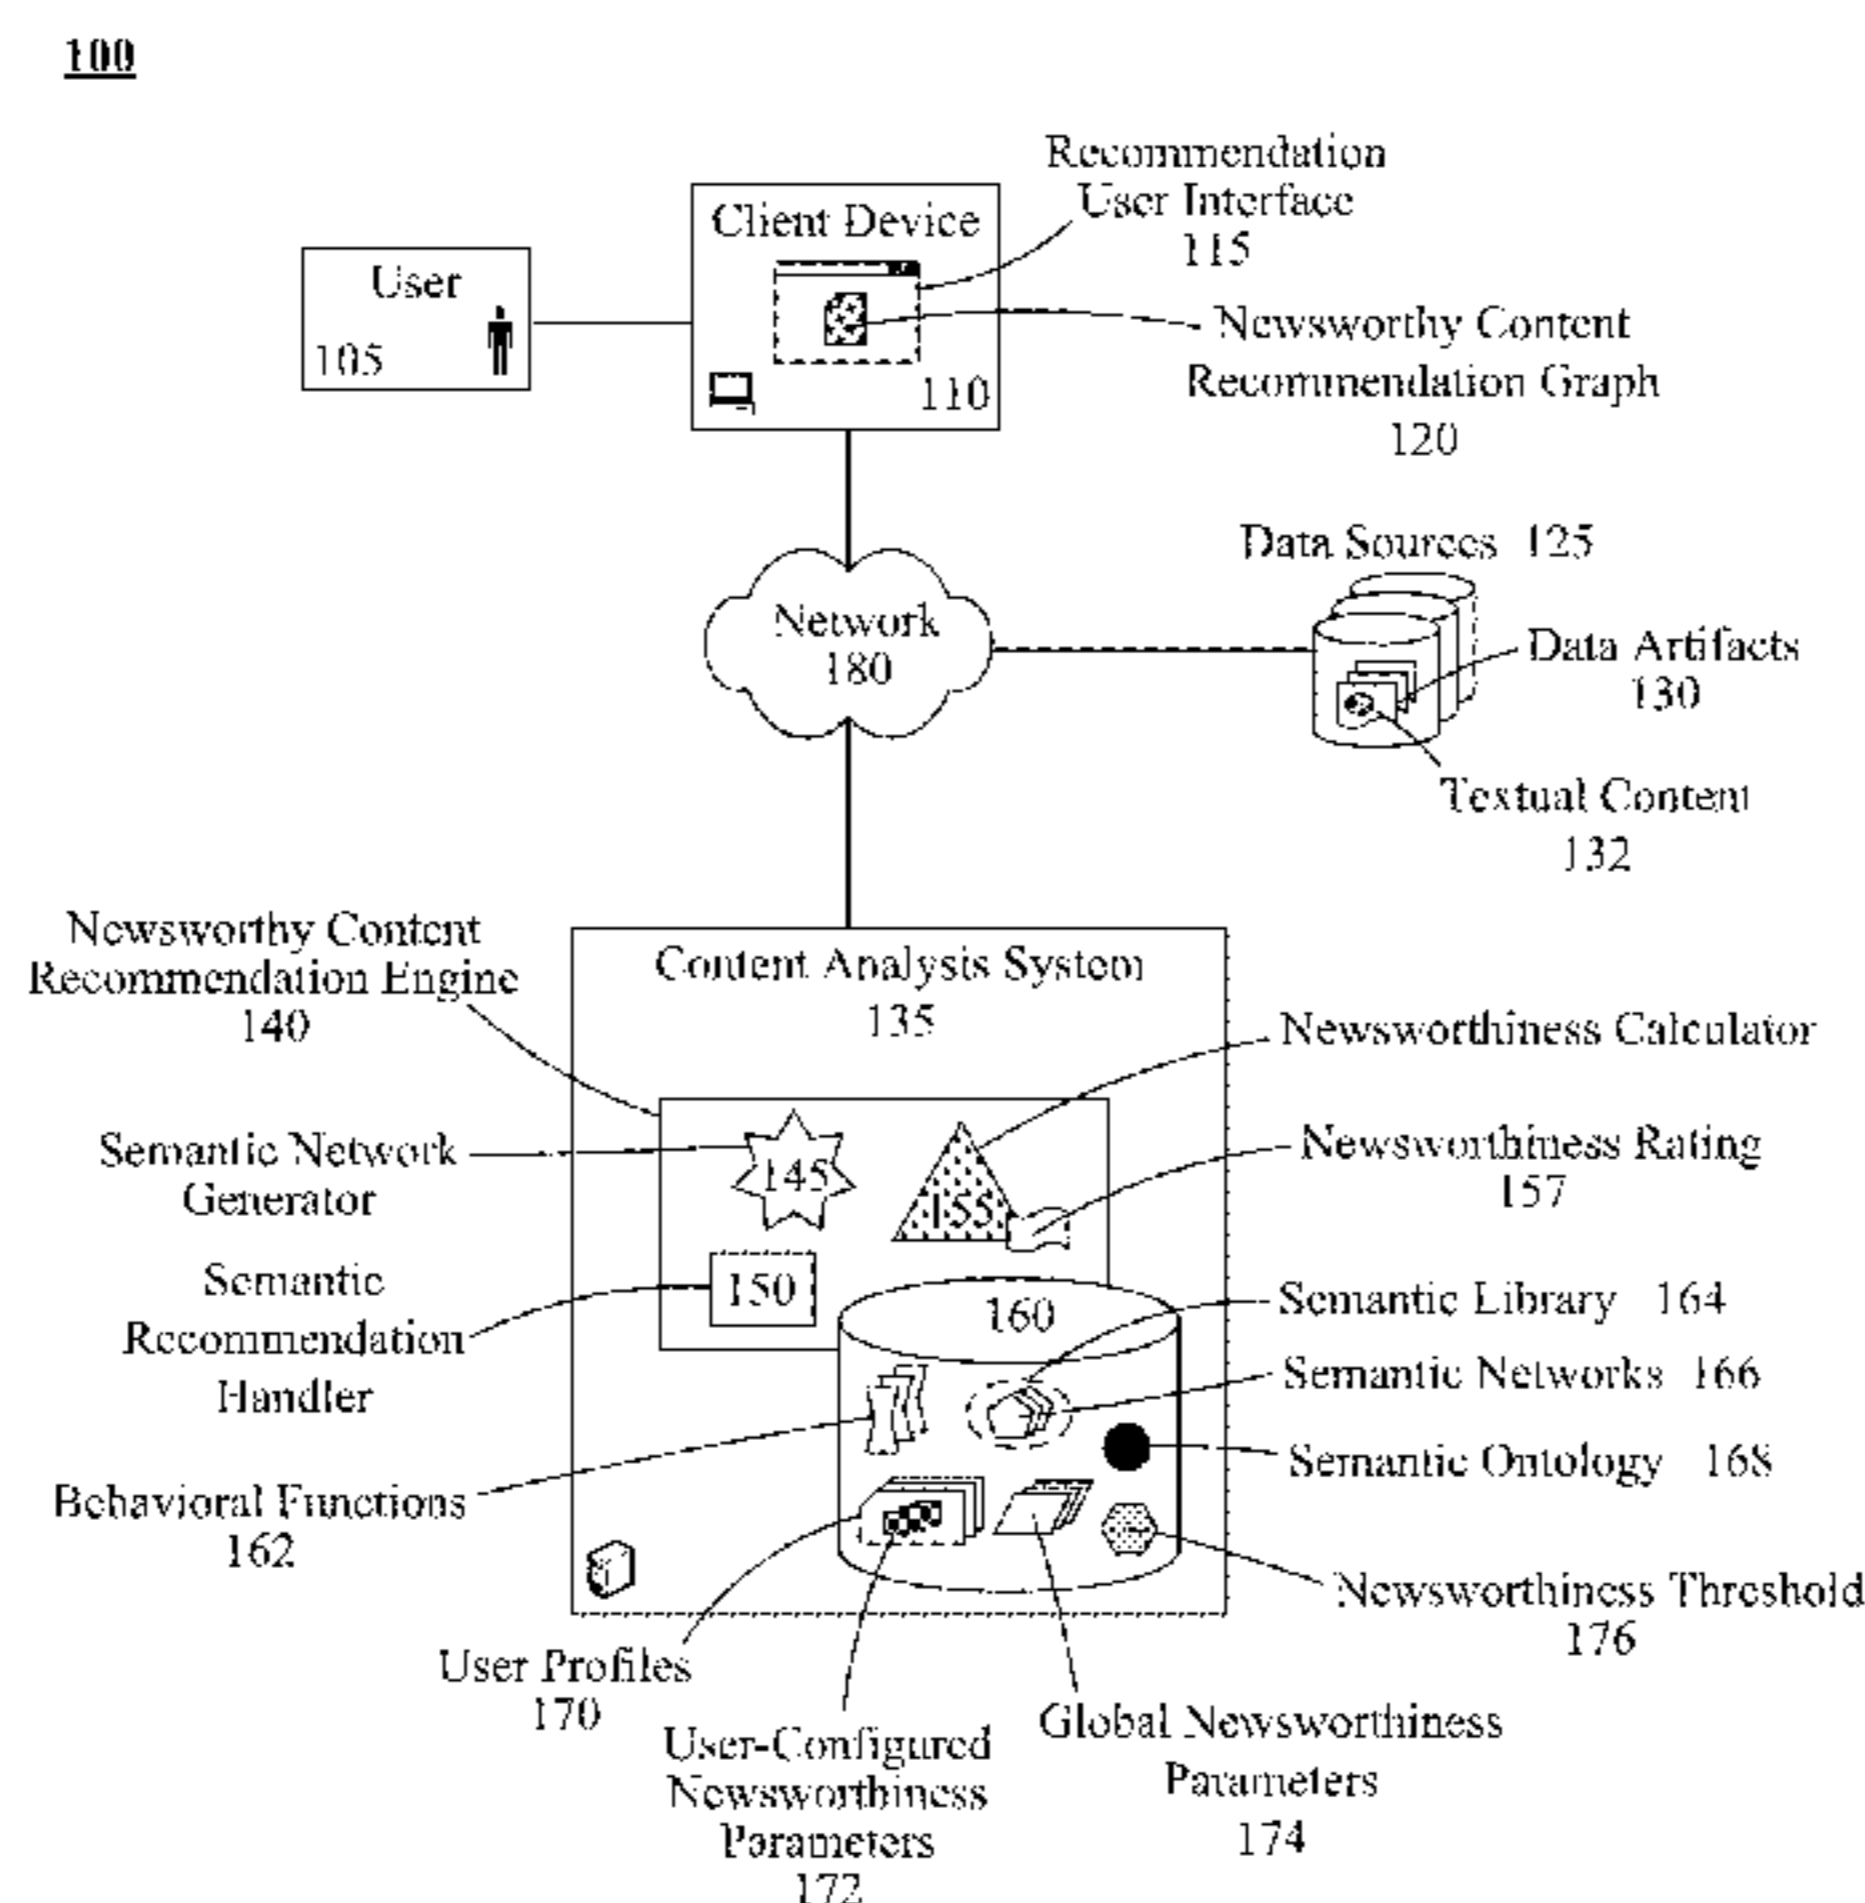 100
Recommendation
User Interface
115
Client Device
110
User
105
Newsworthy Content
Recommendation Graph
120
Data Sources 125
Network
180
Data Artifacts
130
Textual Content
132
Newsworthy Content
Recommendation Engine
140
Content Analysis System
135
Newsworthiness Calculator
Semantic Network
Generator
145
155
Newsworthiness Rating
157
Semantic
Recommendation
Handler
150
160
Semantic Library 164
Semantic Networks 166
Semantic Ontology 168
Behavioral Functions
162
Newsworthiness Threshold
176
User Profiles
170
User-Configured
Newsworthiness
Parameters
172
Global Newsworthiness
Parameters
174